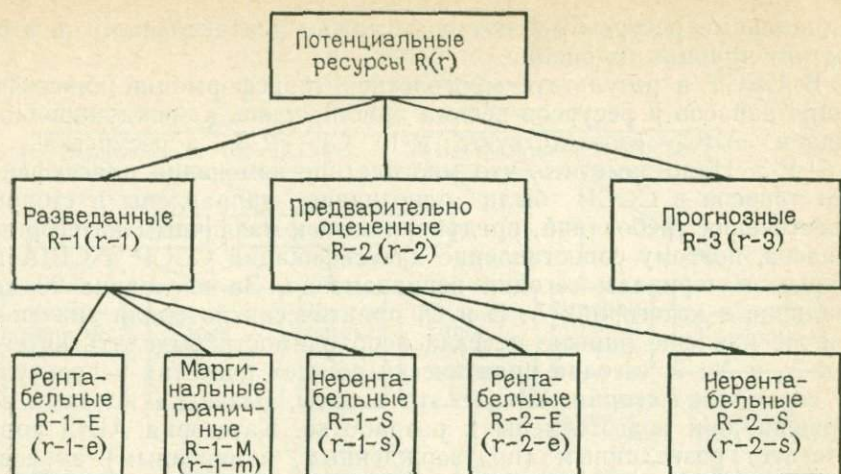 Потенциальные
ресурсы R(r)
Разведанные
R-1(r-1)
Предварительно
оцененные
R-2(r-2)
Прогнозные
R-3(r-3)
Рента-
бельные
R-1-E
(r-1-e)
Марги-
нальные
гранич-
ные
R-1-M
(r-1-m)
Нерента-
бельные
R-1-S
(r-1-s)
Рента-
бельные
R-2-E
(r-2-e)
Нерента-
бельные
R-2-S
(r-2-s)